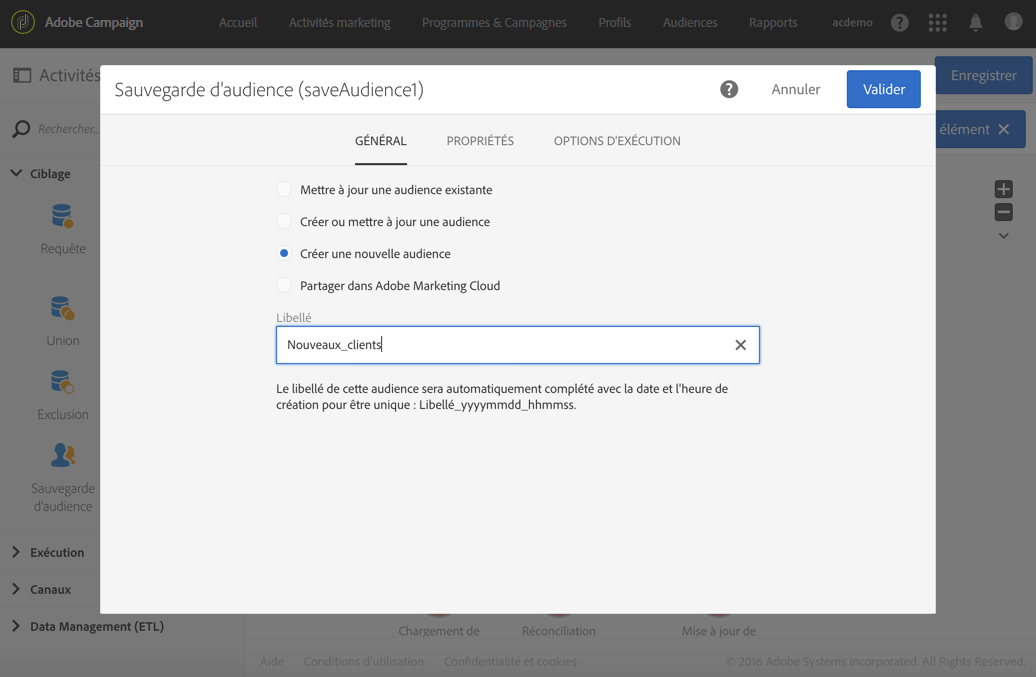 Adobe Campaign
Accueil
Activités marketing
Programmes & Campagnes
Profils
Audiences
Rapports
acdemo
Activités
Enregistrer
Sauvegarde d'audience (saveAudience1)
Annuler
Valider
Rechercher...
élément
GÉNÉRAL
PROPRIÉTÉS
OPTIONS D'EXÉCUTION
Ciblage
Requête
Union
Exclusion
Sauvegarde
d'audience
Exécution
Canaux
Data Management (ETL)
Mettre à jour une audience existante
Créer ou mettre à jour une audience
Créer une nouvelle audience
Partager dans Adobe Marketing Cloud
Libellé
Nouveaux_clients
Le libellé de cette audience sera automatiquement complété avec la date et l'heure de
création pour être unique : Libellé_yyyymmdd_hhmmss.
Chargement de
Réconciliation
Mise à jour de
Aide
Conditions d'utilisation
Confidentialité et cookies
© 2016 Adobe Systems Incorporated. All Rights Reserved.